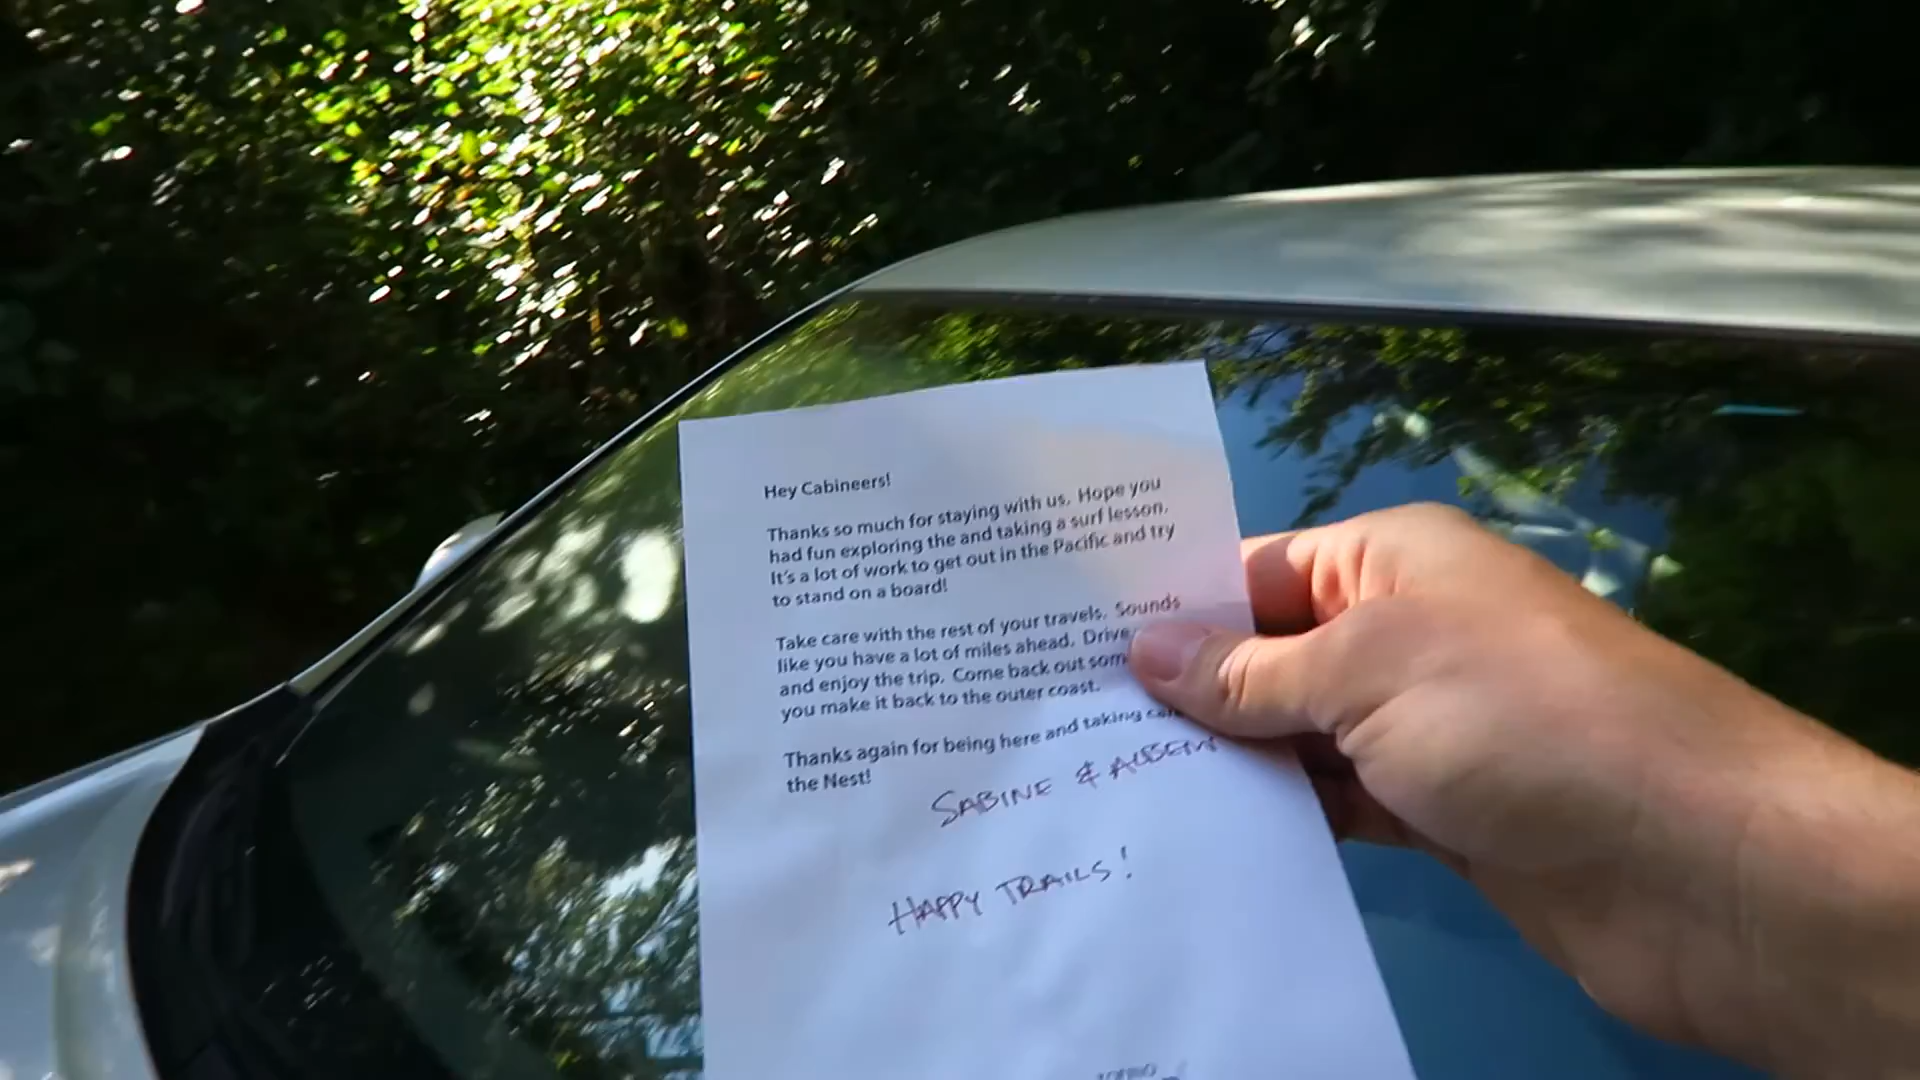 Hey Cabineers!
Thanks so much for staying with us. Hope you
had fun exploring the and taking a surf lesson.
It's a lot of work to get out in the Pacific and try
to stand on a board!
Take care with the rest of your travels. Sounds
like you have a lot of miles ahead. Drive
and enjoy the trip. Come back out som
you make it back to the outer coast.
Thanks again for being here and taking
the Nest!
SABINE &
HAPPY TRAILS!